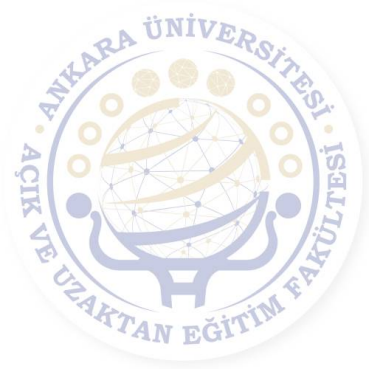 ANKARA ÜNİVERSİTESİ
AÇIK VE UZAKTAN EĞİTİM FAKÜLTESİ